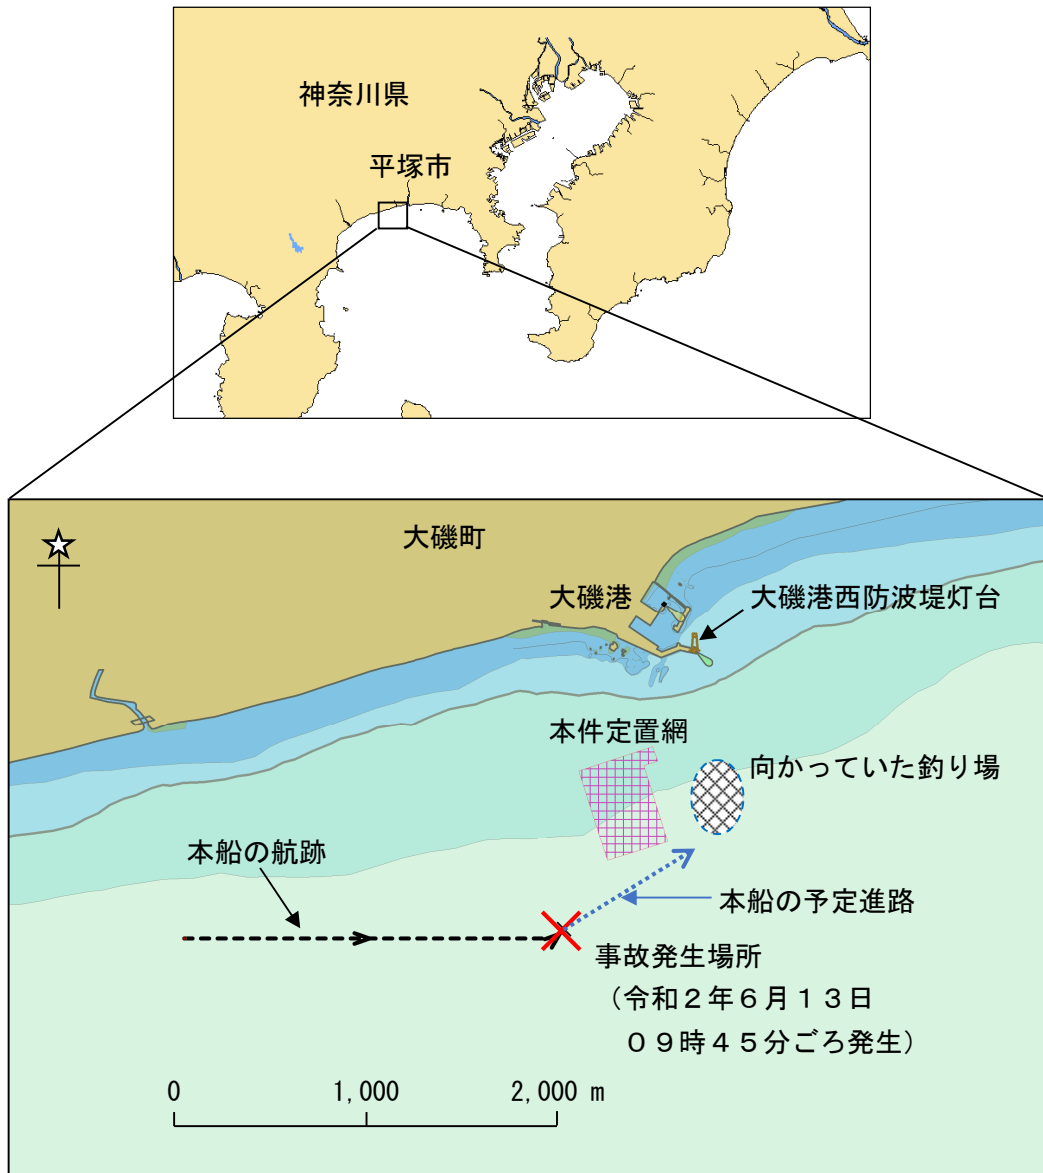 神奈川県
平塚市
大磯町
大磯港
大磯港西防波堤灯台
本件定置網
向かっていた釣り場
本船の航跡
本船の予定進路
事故発生場所
（令和２年６月１３日
０９時４５分ごろ発生）
0 1,000 2,000 m